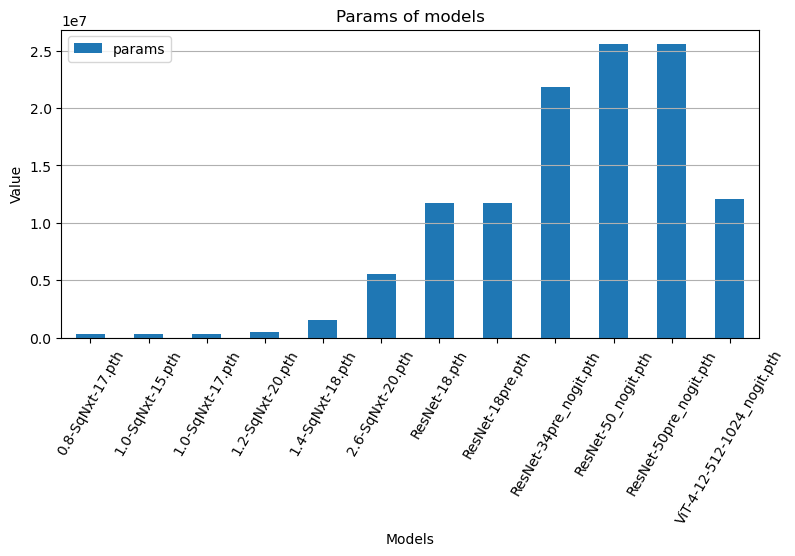 Params of models
1e7
params
2.5
2.0
1.5
1.0
0.5
0.0
Value
0.8-SqNxt-17.pth
1.0-SqNxt-15.pth
1.0-SqNxt-17.pth
1.2-SqNxt-20.pth
1.4-SqNxt-18.pth
2.6-SqNxt-20.pth
ResNet-18.pth
ResNet-18pre.pth
ResNet-34pre_nogit.pth
ResNet-50_nogit.pth
ResNet-50pre_nogit.pth
ViT-4-12-512-1024_nogit.pth
Models